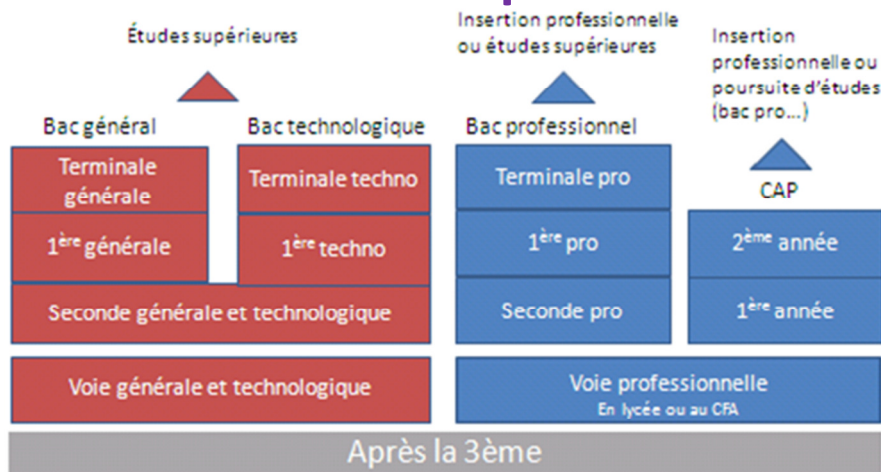 Études supérieures
Insertion professionnelle
ou études supérieures
Insertion
professionnelle ou
poursuite d'études
(bac pro...)
Bac général
Bac technologique
Bac professionnel
CAP
Terminale
générale
Terminale techno
Terminale pro
1ère générale
1ère techno
1ère pro
2ème année
Seconde générale et technologique
Seconde pro
1ère année
Voie générale et technologique
Voie professionnelle
En lycée ou au CFA
Après la 3ème